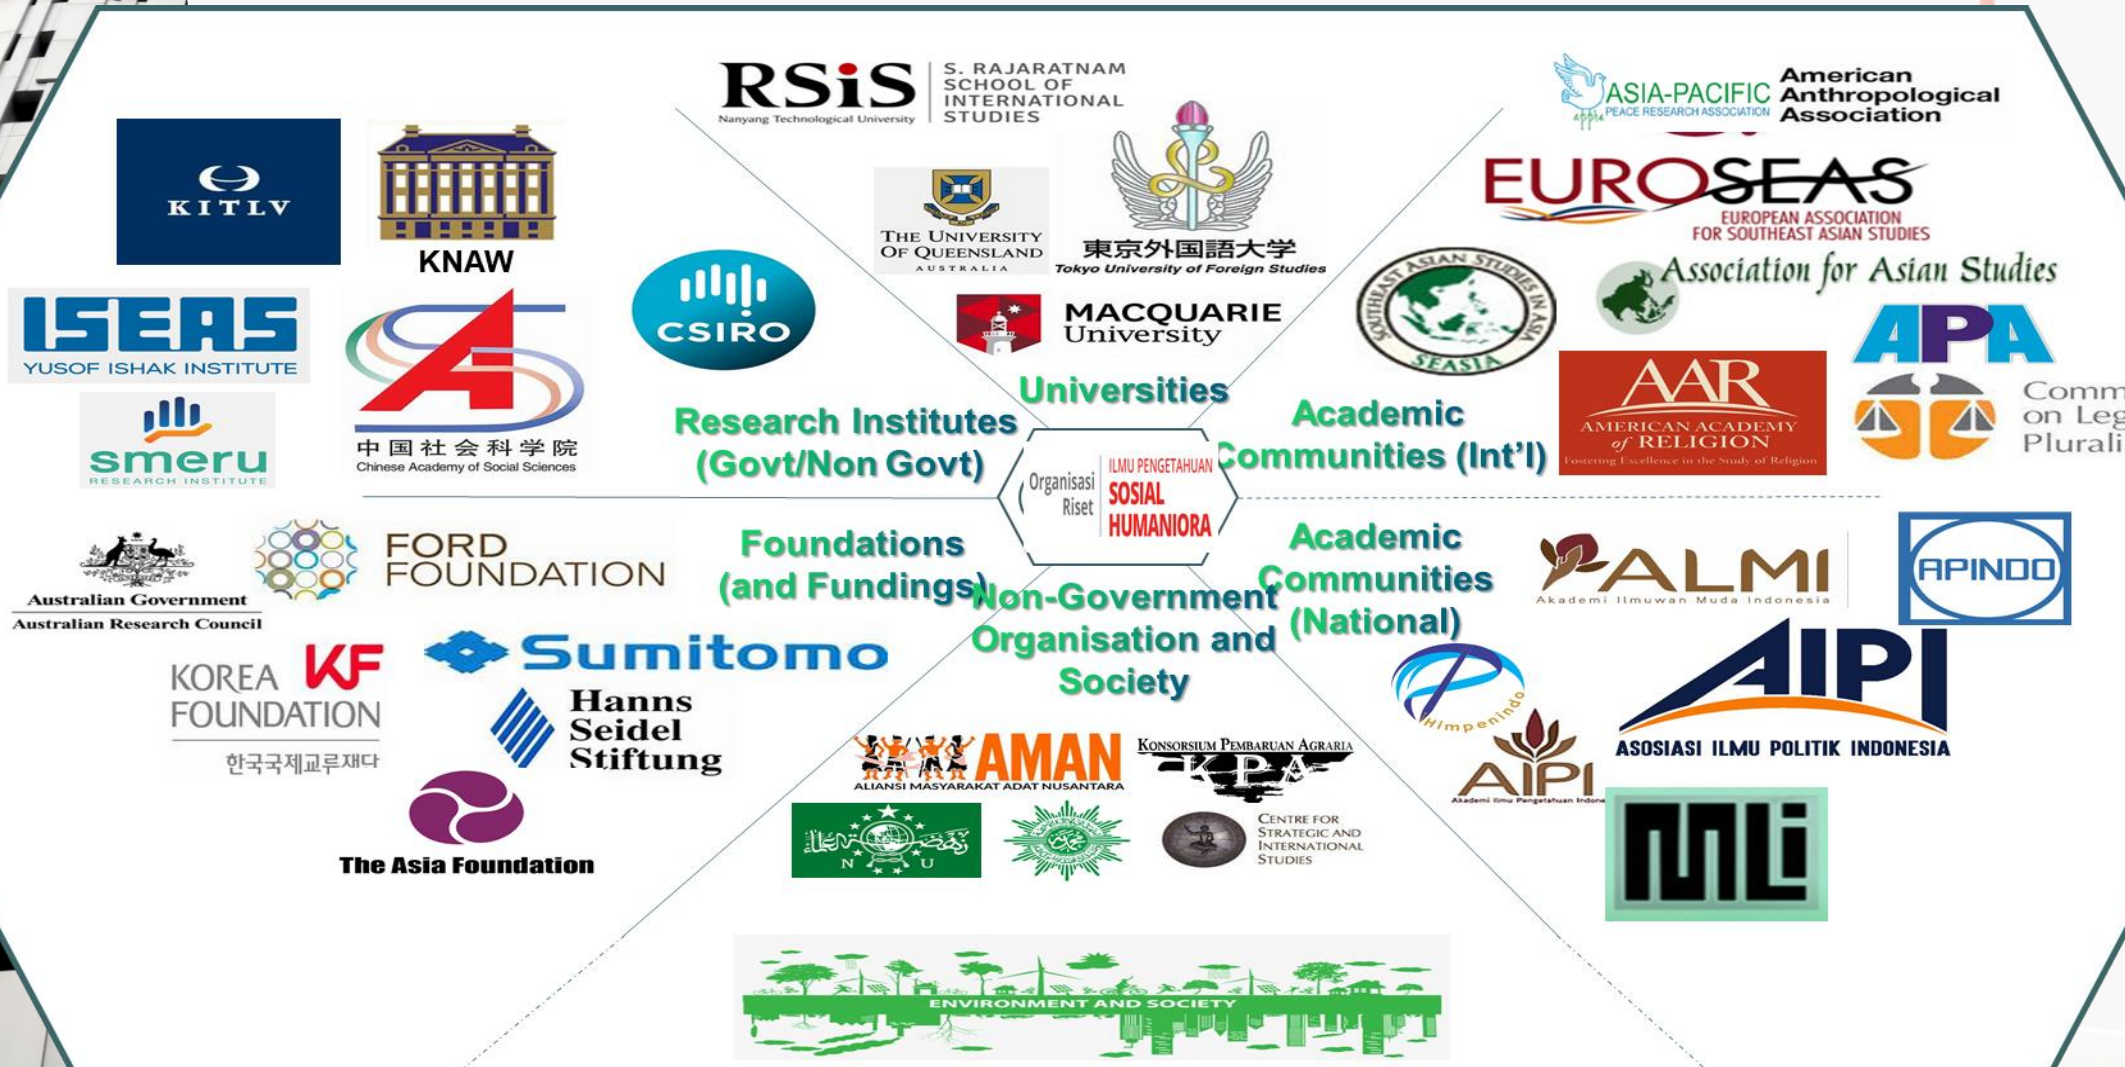 RSiS
Nanyang Technological University
S. RAJARATNAM
SCHOOL OF
INTERNATIONAL
STUDIES
ASIA-PACIFIC
PEACE RESEARCH ASSOCIATION
American
Anthropological
Association
KITLV
KNAW
THE UNIVERSITY
OF QUEENSLAND
AUSTRALIA
東京外国語大学
Tokyo University of Foreign Studies
EUROSEAS
EUROPEAN ASSOCIATION
FOR SOUTHEAST ASIAN STUDIES
CSIRO
ISEAS
YUSOF ISHAK INSTITUTE
中国社会科学院
Chinese Academy of Social Sciences
MACQUARIE
University
SOUTHEAST ASIAN STUDIES IN ASIA
SEASIA
Association for Asian Studies
APA
smeru
RESEARCH INSTITUTE
AAR
AMERICAN ACADEMY
of RELIGION
Fostering Excellence in the Study of Religion
Comm
on Leg
Plurali
Universities
Research Institutes
(Govt/Non Govt)
Academic
Communities (Int'l)
Organisasi
Riset
ILMU PENGETAHUAN
SOSIAL
HUMANIORA
Foundations
(and Fundings)
Non-Government
Organisation and
Society
Academic
Communities
(National)
Australian Government
Australian Research Council
FORD
FOUNDATION
KOREA
FOUNDATION
KF
한국국제교류재다
Sumitomo
Hanns
Seidel
Stiftung
The Asia Foundation
ALMI
Akademi Ilmuwan Muda Indonesia
APINDO
Himpenindo
AIPI
ASOSIASI ILMU POLITIK INDONESIA
AIPI
Akademi Ilmu Pengetahuan Indone
MLi
AMAN
ALIANSI MASYARAKAT ADAT NUSANTARA
KONSORSIUM PEMBARUAN AGRARIA
KPA
N U
CENTRE FOR
STRATEGIC AND
INTERNATIONAL
STUDIES
ENVIRONMENT AND SOCIETY